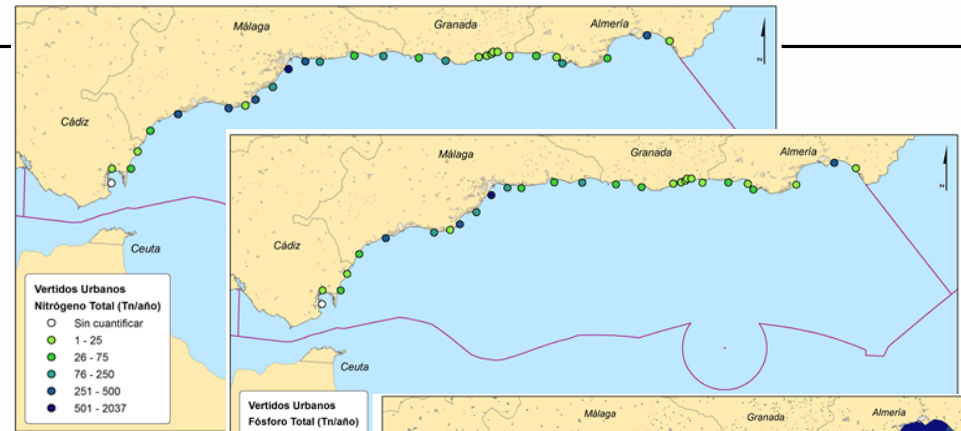 Málaga
Granada
Almería
N
Cádiz
Ceuta
Vertidos Urbanos
Nitrógeno Total (Tn/año)
Sin cuantificar
1 - 25
26 - 75
76 - 250
251 - 500
501 - 2037
Málaga
Granada
Almería
N
Cádiz
Ceuta
Vertidos Urbanos
Fósforo Total (Tn/año)
Málaga
Granada
Almería